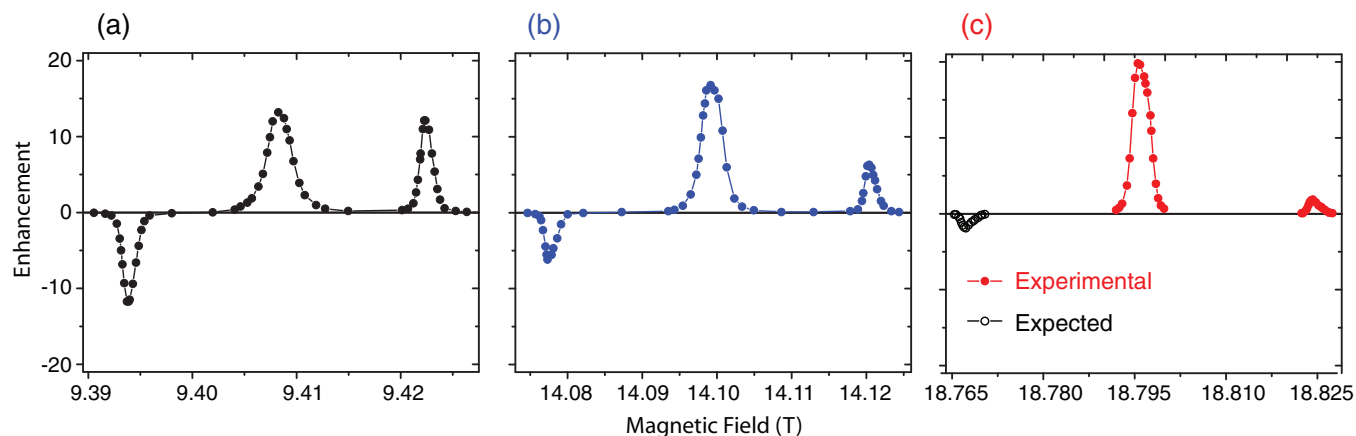 (a)
(b)
(c)
Enhancement
20
10
0
-10
-20
9.39
9.40
9.41
9.42
14.08
14.09
14.10
14.11
14.12
18.765
18.780
18.795
18.810
18.825
Experimental
Expected
Magnetic Field (T)